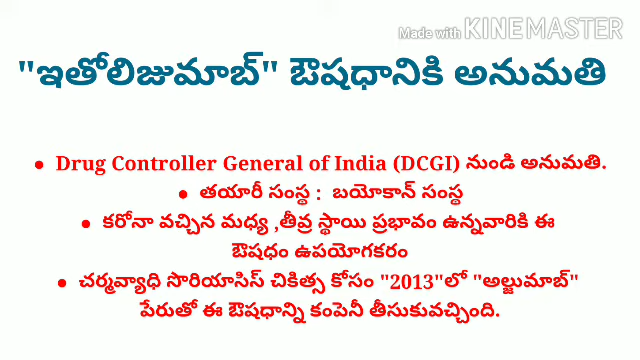 Made with KINEMASTER
"ఇతోలిజుమాబ్" ఔషధానికి అనుమతి
• Drug Controller General of India (DCGI) నుండి అనుమతి.
• తయారీ సంస్థ : బయోకాన్ సంస్థ
• కరోనా వచ్చిన మధ్య ,తీవ్ర స్థాయి ప్రభావం ఉన్నవారికి ఈ
ఔషధం ఉపయోగకరం
• చర్మవ్యాధి సొరియాసిస్ చికిత్స కోసం "2013"లో "అల్జుమాబ్"
పేరుతో ఈ ఔషధాన్ని కంపెనీ తీసుకువచ్చింది.